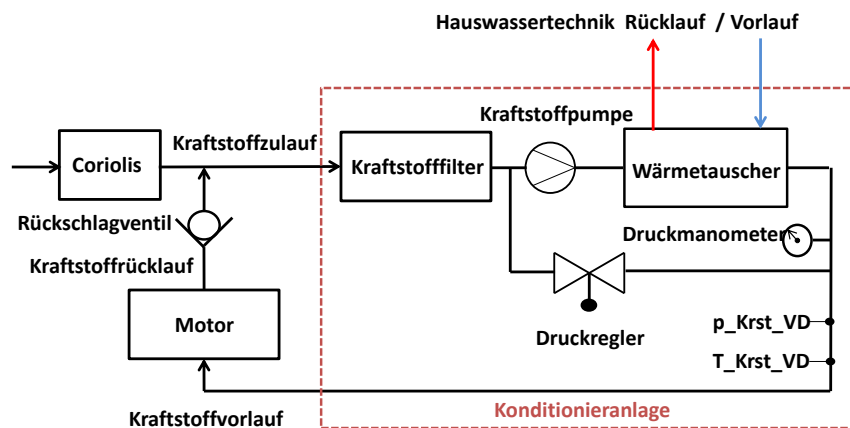 Hauswassertechnik Rücklauf / Vorlauf
Kraftstoffpumpe
Kraftstoffzulauf
Coriolis
Kraftstofffilter
Wärmetauscher
Rückschlagventil
Druckmanometer
Kraftstoffrücklauf
Motor
Druckregler
p_Krst_VD
T_Krst_VD
Kraftstoffvorlauf
Konditionieranlage